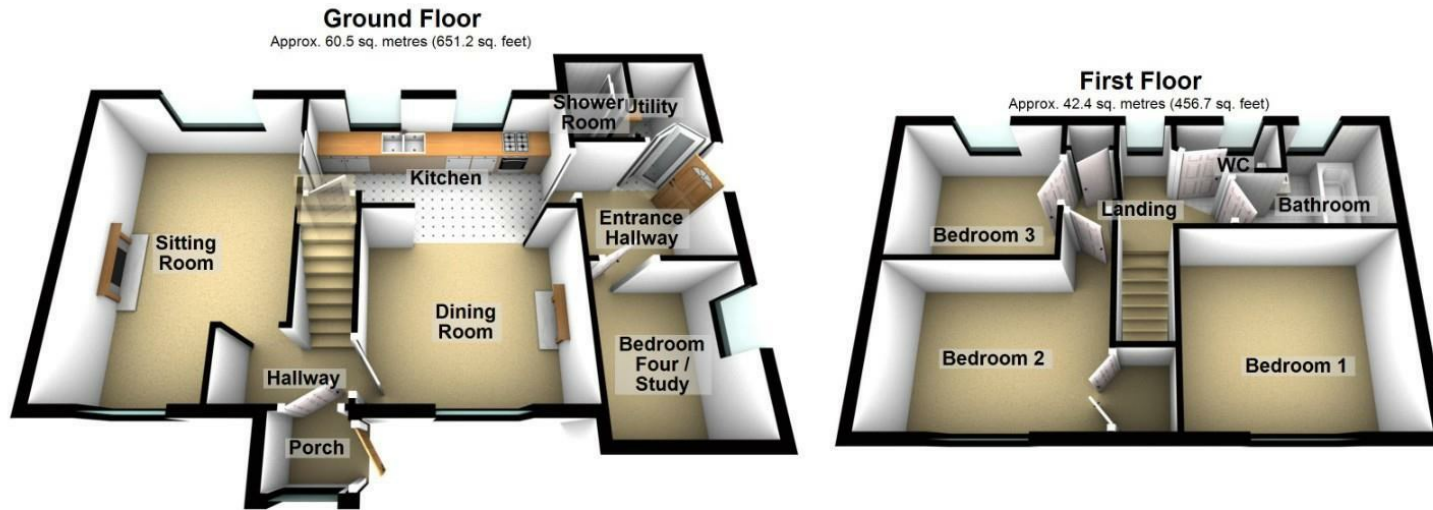 Ground Floor
Approx. 60.5 sq. metres (651.2 sq. feet)
Shower
Room
Utility
Kitchen
Entrance
Hallway
Sitting
Room
Dining
Room
Bedroom
Four /
Study
Hallway
Porch
First Floor
Approx. 42.4 sq. metres (456.7 sq. feet)
WC
Landing
Bathroom
Bedroom 3
Bedroom 2
Bedroom 1